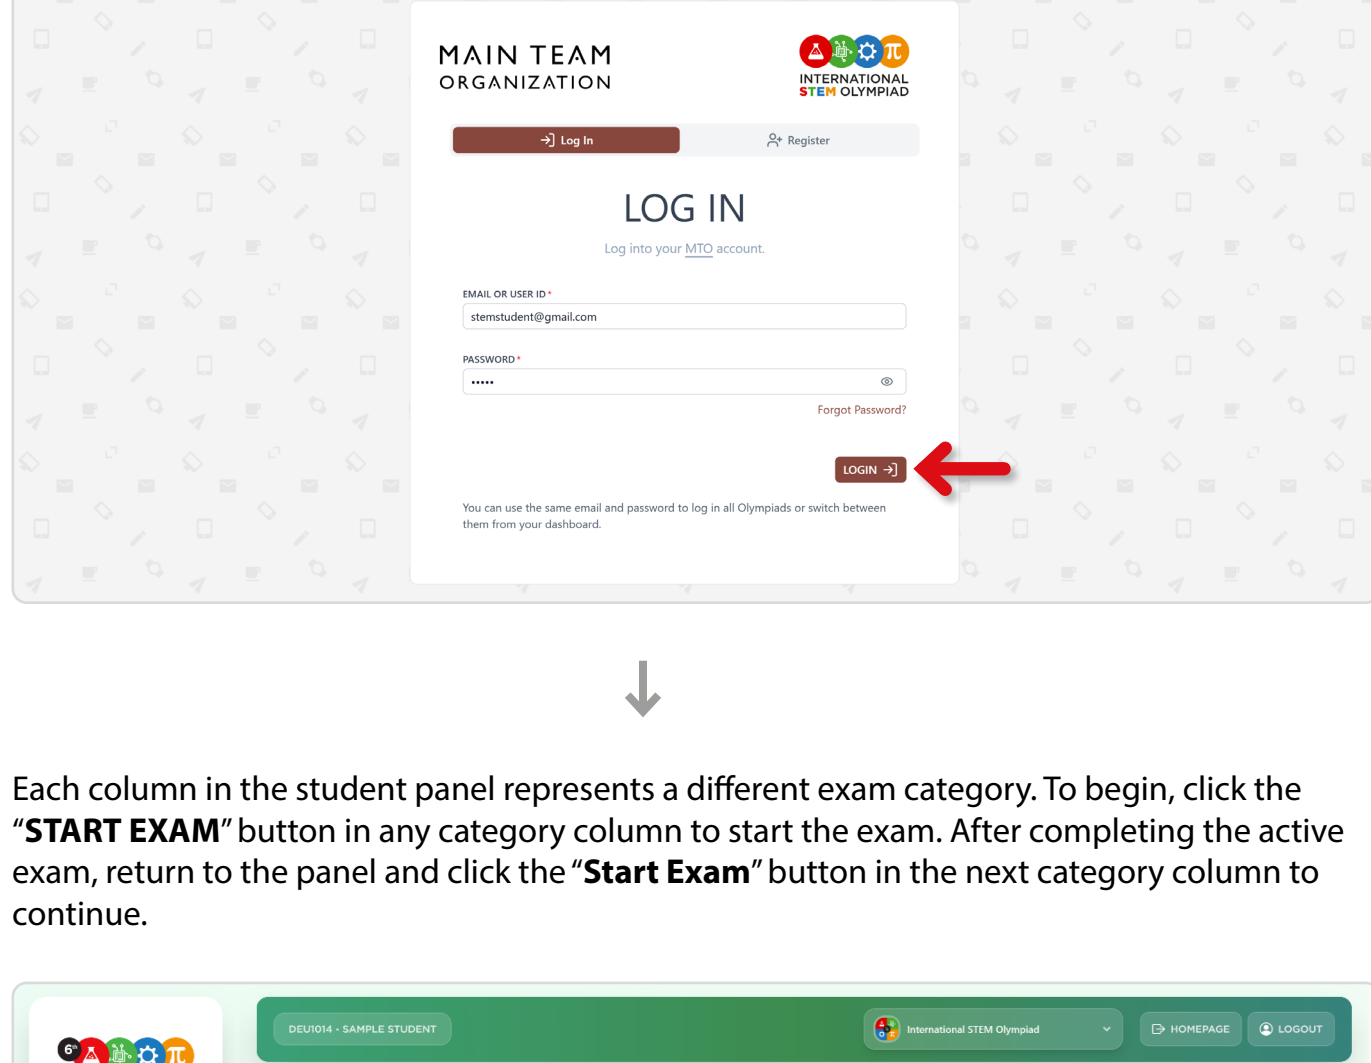 MAIN TEAM
ORGANIZATION
INTERNATIONAL
STEM OLYMPIAD
Log In
Register
LOG IN
Log into your MTO account.
EMAIL OR USER ID *
stemstudent@gmail.com
PASSWORD *
•••••
Forgot Password?
LOGIN
You can use the same email and password to log in all Olympiads or switch between
them from your dashboard.
Each column in the student panel represents a different exam category. To begin, click the
“START EXAM” button in any category column to start the exam. After completing the active
exam, return to the panel and click the “Start Exam” button in the next category column to
continue.
6th
DEU1014 - SAMPLE STUDENT
International STEM Olympiad
HOMEPAGE
LOGOUT